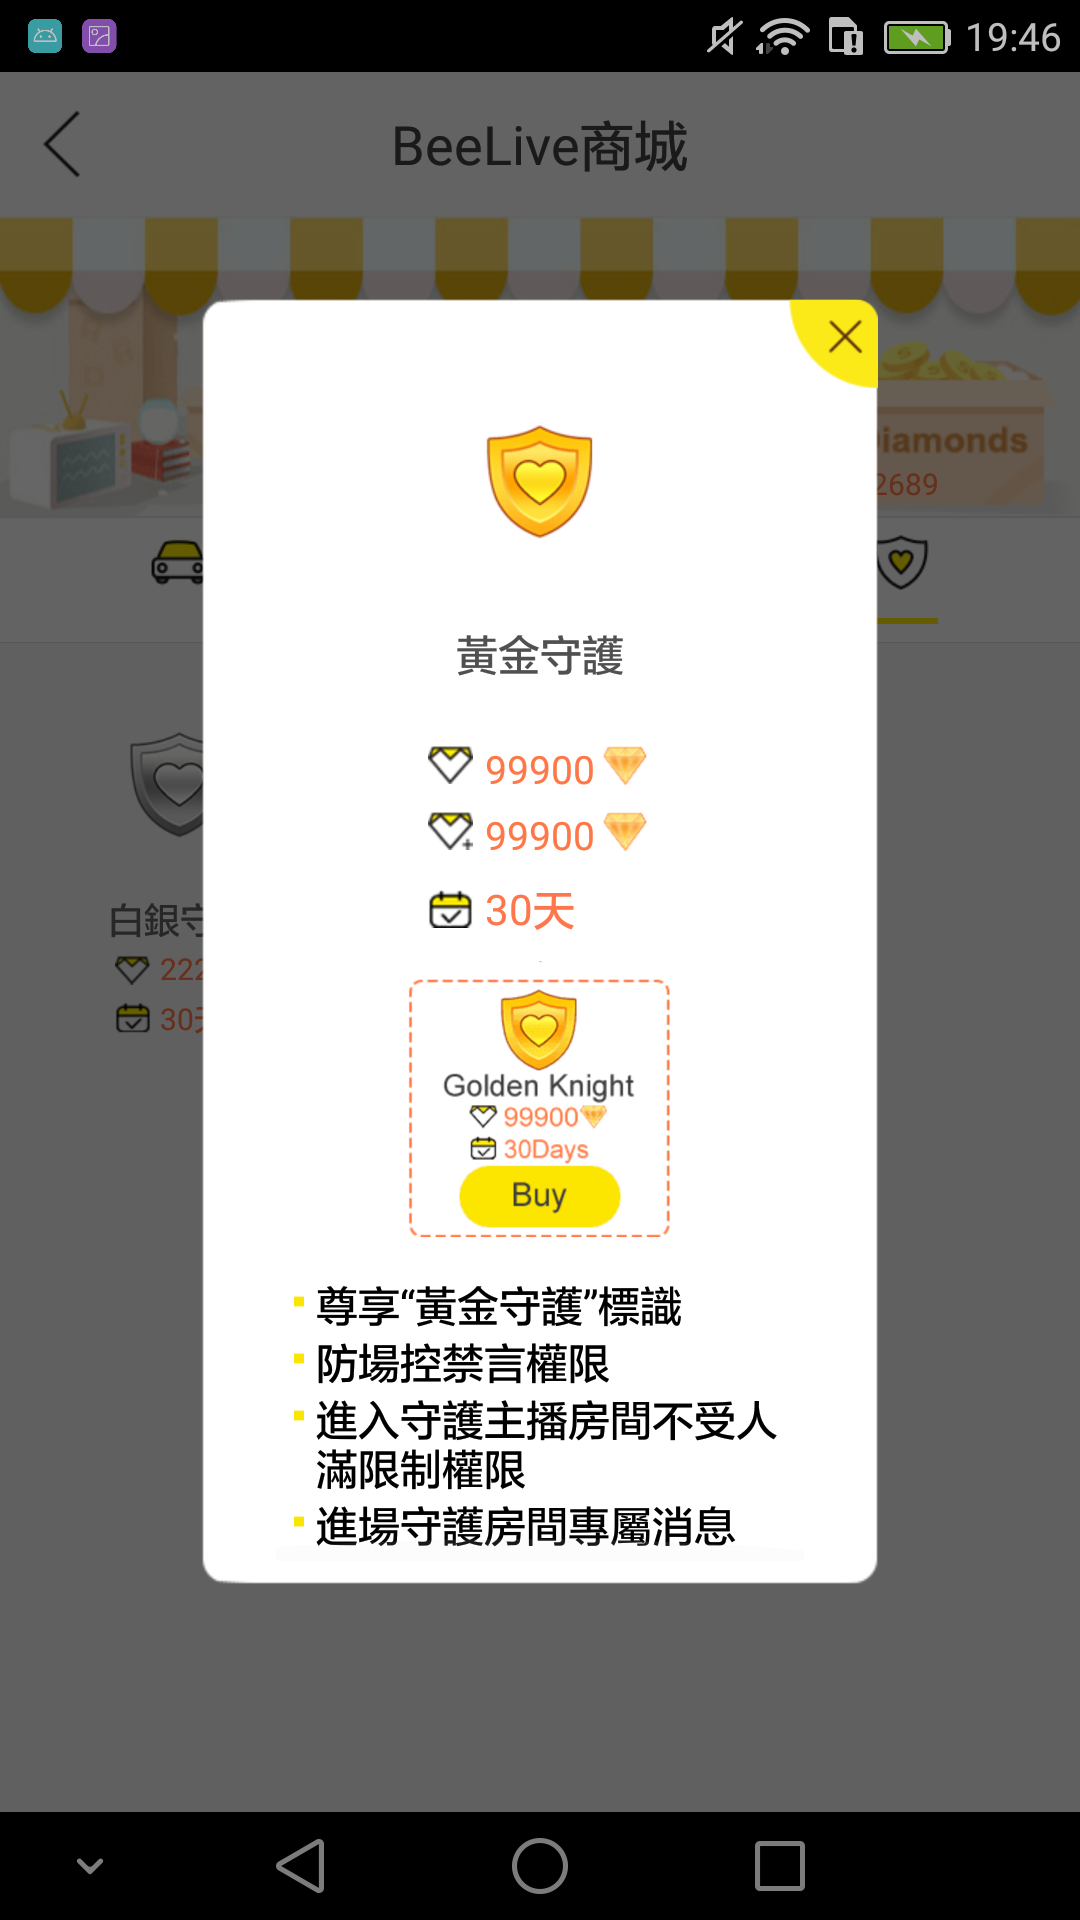 19:46
BeeLive商城
iamonds
2689
黃金守護
99900
99900
30天
白銀守
222
30天
Golden Knight
99900
30Days
Buy
尊享“黃金守護”標識
防場控禁言權限
進入守護主播房間不受人
滿限制權限
進場守護房間專屬消息